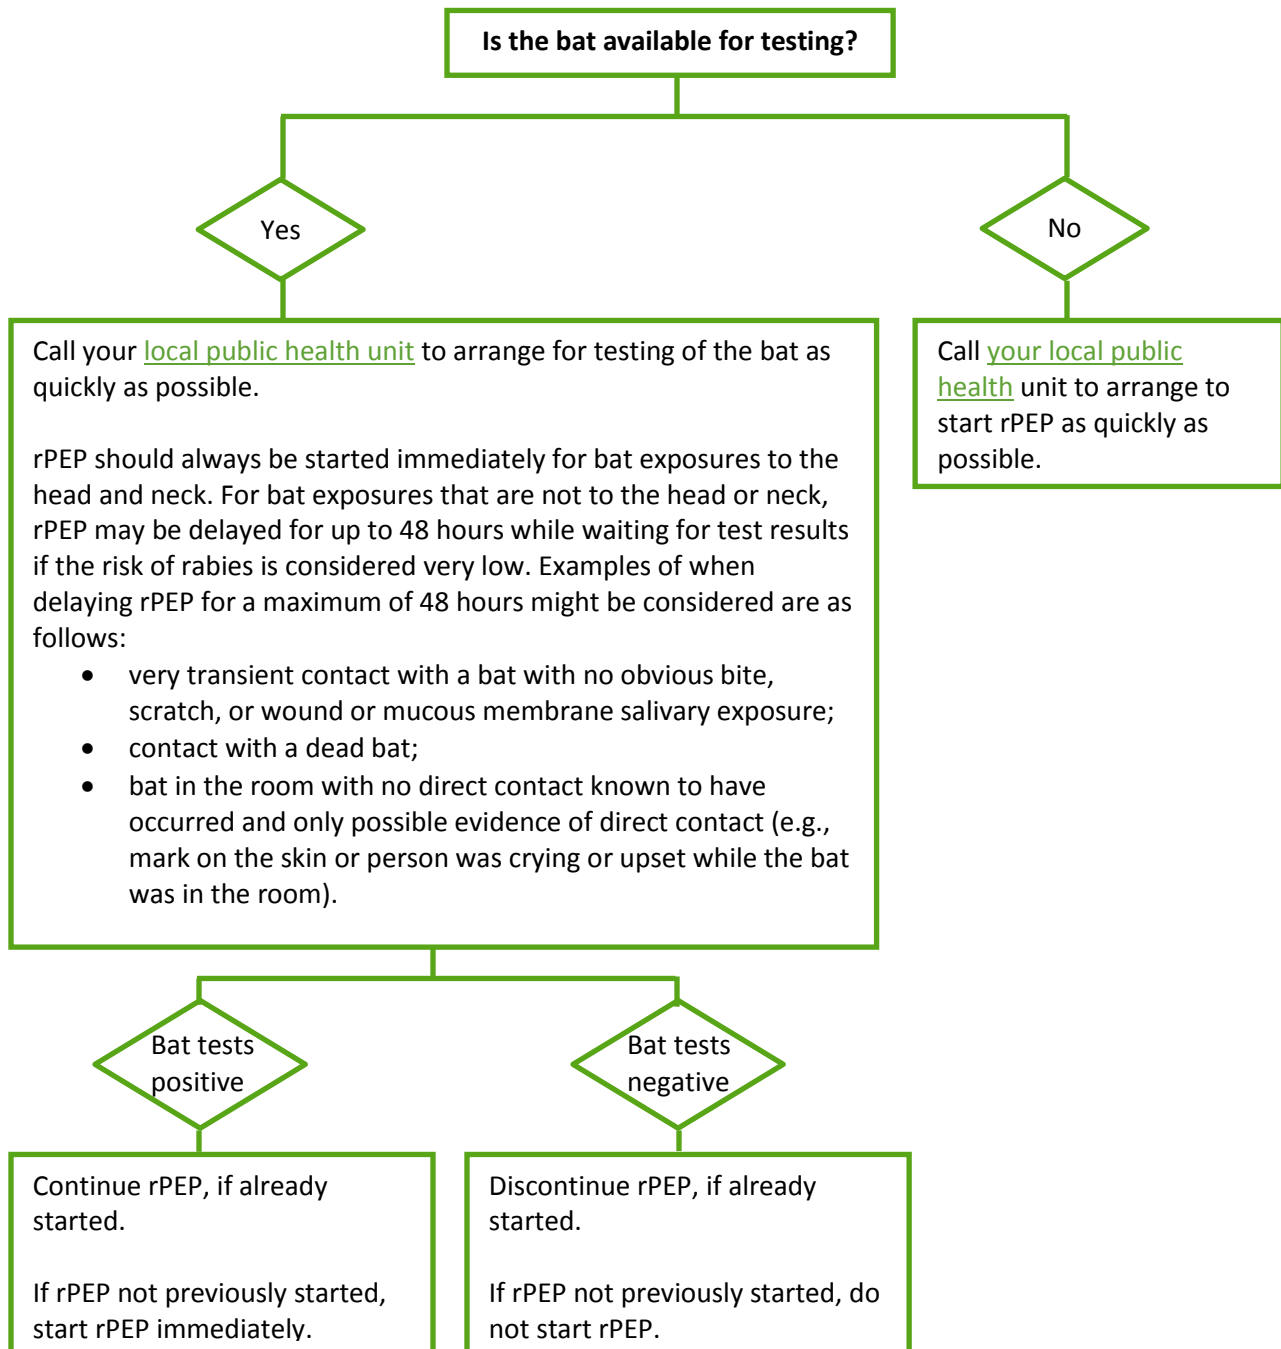 Is the bat available for testing?
Yes
No
Call your local public health unit to arrange for testing of the bat as
quickly as possible.
rPEP should always be started immediately for bat exposures to the
head and neck. For bat exposures that are not to the head or neck,
rPEP may be delayed for up to 48 hours while waiting for test results
if the risk of rabies is considered very low. Examples of when
delaying rPEP for a maximum of 48 hours might be considered are as
follows:
• very transient contact with a bat with no obvious bite,
scratch, or wound or mucous membrane salivary exposure;
• contact with a dead bat;
• bat in the room with no direct contact known to have
occurred and only possible evidence of direct contact (e.g.,
mark on the skin or person was crying or upset while the bat
was in the room).
Call your local public
health unit to arrange to
start rPEP as quickly as
possible.
Bat tests
positive
Bat tests
negative
Continue rPEP, if already
started.
If rPEP not previously started,
start rPEP immediately.
Discontinue rPEP, if already
started.
If rPEP not previously started, do
not start rPEP.